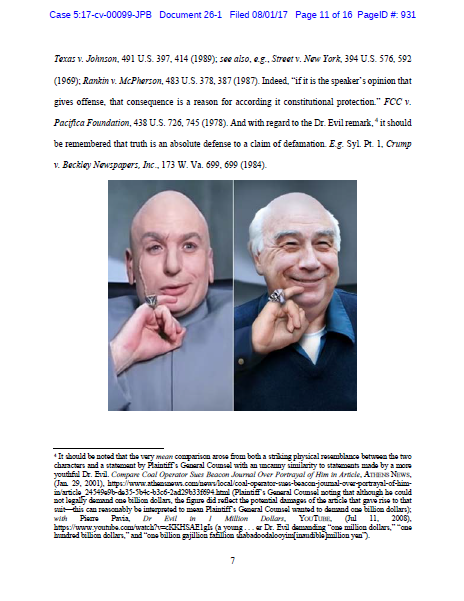 Case 5:17-cv-00099-JPB   Document 26-1   Filed 08/01/17   Page 11 of 16  PageID #: 931
Texas v. Johnson, 491 U.S. 397, 414 (1989); see also, e.g., Street v. New York, 394 U.S. 576, 592
(1969); Rankin v. McPherson, 483 U.S. 378, 387 (1987). Indeed, “if it is the speaker’s opinion that
gives offense, that consequence is a reason for according it constitutional protection.” FCC v.
Pacifica Foundation, 438 U.S. 726, 745 (1978). And with regard to the Dr. Evil remark,4 it should
be remembered that truth is an absolute defense to a claim of defamation. E.g. Syl. Pt. 1, Crump
v. Beckley Newspapers, Inc., 173 W. Va. 699, 699 (1984).
4 It should be noted that the very mean comparison arose from both a striking physical resemblance between the two
characters and a statement by Plaintiff’s General Counsel with an uncanny similarity to statements made by a more
youthful Dr. Evil. Compare Coal Operator Sues Beacon Journal Over Portrayal of Him in Article, ATHENS NEWS,
(Jan. 29, 2001), https://www.athensnews.com/news/local/coal-operator-sues-beacon-journal-over-portrayal-of-him-
in/article_24549e9b-de35-5b4c-b3c6-2ad29b33f694.html (Plaintiff’s General Counsel noting that although he could
not legally demand one billion dollars, the figure did reflect the potential damages of the article that gave rise to that
suit—this can reasonably be interpreted to mean Plaintiff’s General Counsel wanted to demand one billion dollars);
with Pierre Pavia, Dr Evil in 1 Million Dollars, YOUTUBE, (Jul 11, 2008),
https://www.youtube.com/watch?v=cKKHSAE1gIs (a young . . . er Dr. Evil demanding “one million dollars,” “one
hundred billion dollars,” and “one billion gajillion fafillion shabadoodalooyim[inaudible]million yen”).
7